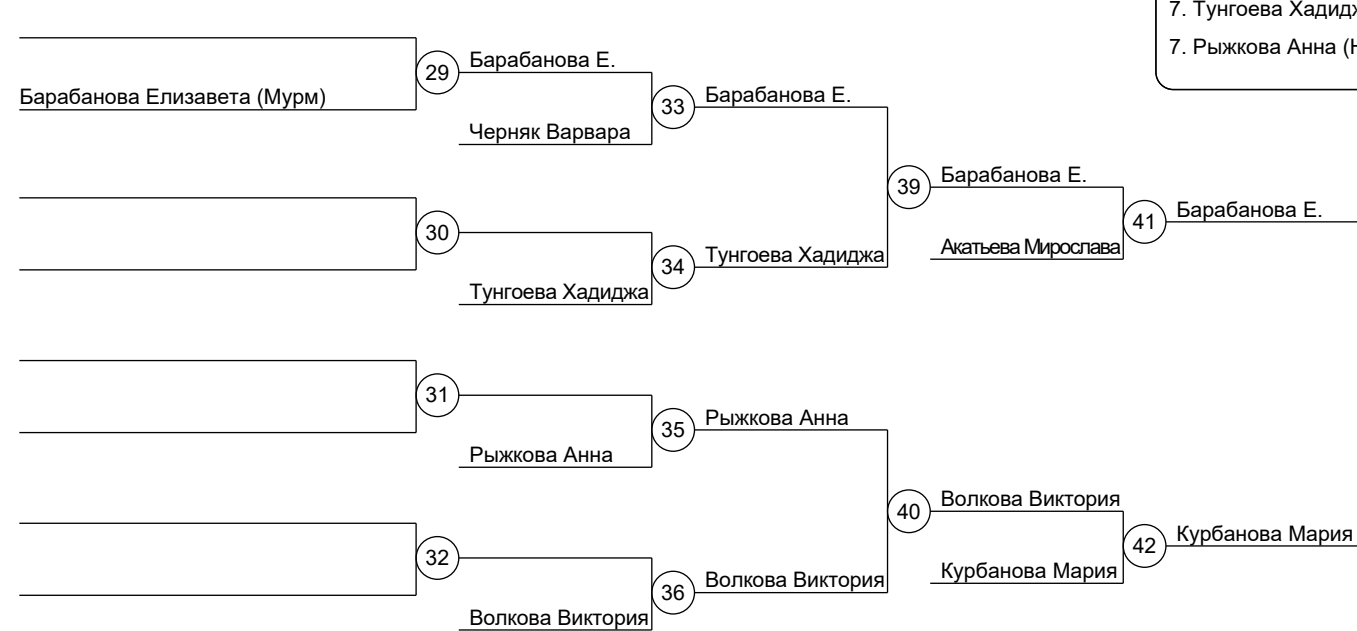 7. Тунгоева Хадидж
7. Рыжкова Анна (Н
29 Барабанова Е.
Барабанова Елизавета (Мурм)
33 Барабанова Е.
Черняк Варвара
39 Барабанова Е.
41 Барабанова Е.
30
Акатьева Мирослава
34 Тунгоева Хадиджа
Тунгоева Хадиджа
31
35 Рыжкова Анна
Рыжкова Анна
40 Волкова Виктория
42 Курбанова Мария
32
Курбанова Мария
36 Волкова Виктория
Волкова Виктория